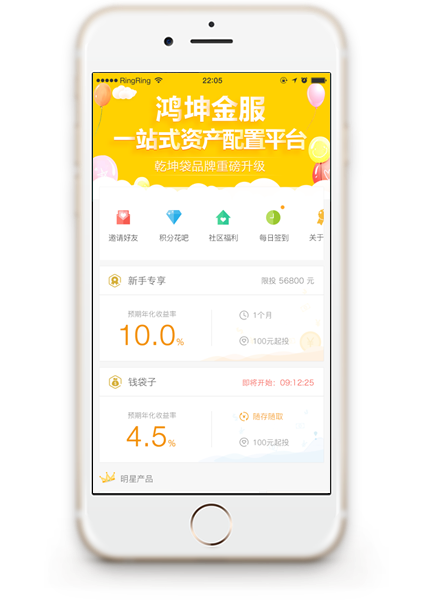 RingRing 22:05
鸿坤金服
一站式资产配置平台
乾坤袋品牌重磅升级
邀请好友 积分花吧 社区福利 每日签到 关于
新手专享 限投 56800 元
预期年化收益率 1个月
10.0% 100元起投
钱袋子 即将开始：09:12:25
预期年化收益率 随存随取
4.5% 100元起投
明星产品